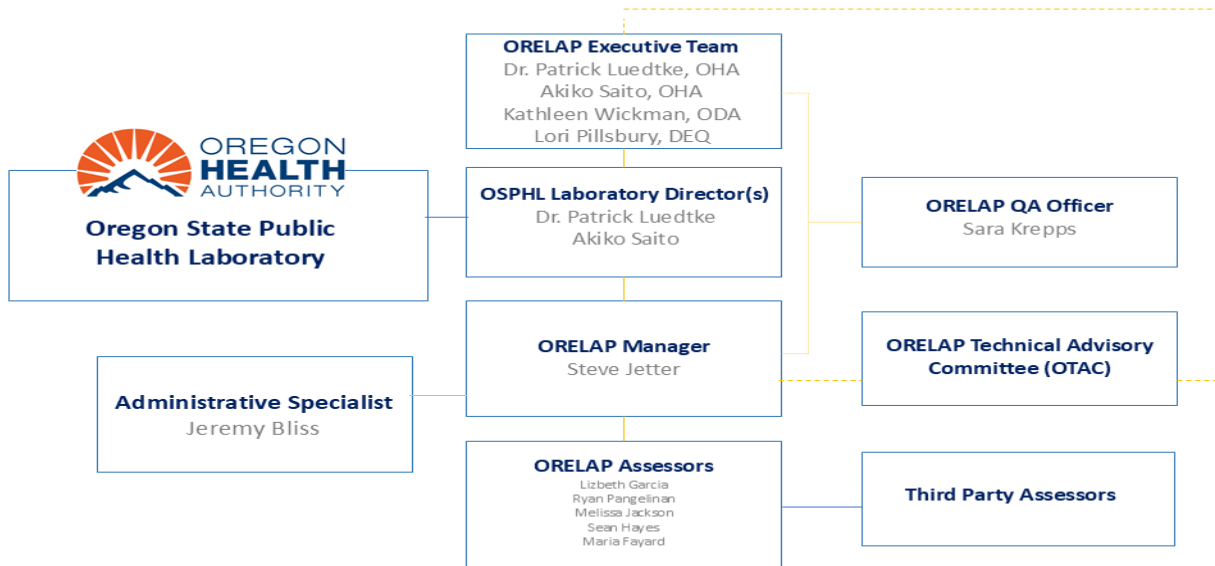 ORELAP Executive Team
Dr. Patrick Luedtke, OHA
Akiko Saito, OHA
Kathleen Wickman, ODA
Lori Pillsbury, DEQ
OREGON
HEALTH
AUTHORITY
Oregon State Public
Health Laboratory
OSPHL Laboratory Director(s)
Dr. Patrick Luedtke
Akiko Saito
ORELAP QA Officer
Sara Krepps
ORELAP Manager
Steve Jetter
ORELAP Technical Advisory
Committee (OTAC)
Administrative Specialist
Jeremy Bliss
ORELAP Assessors
Lizbeth Garcia
Ryan Pangelinan
Melissa Jackson
Sean Hayes
Maria Fayard
Third Party Assessors